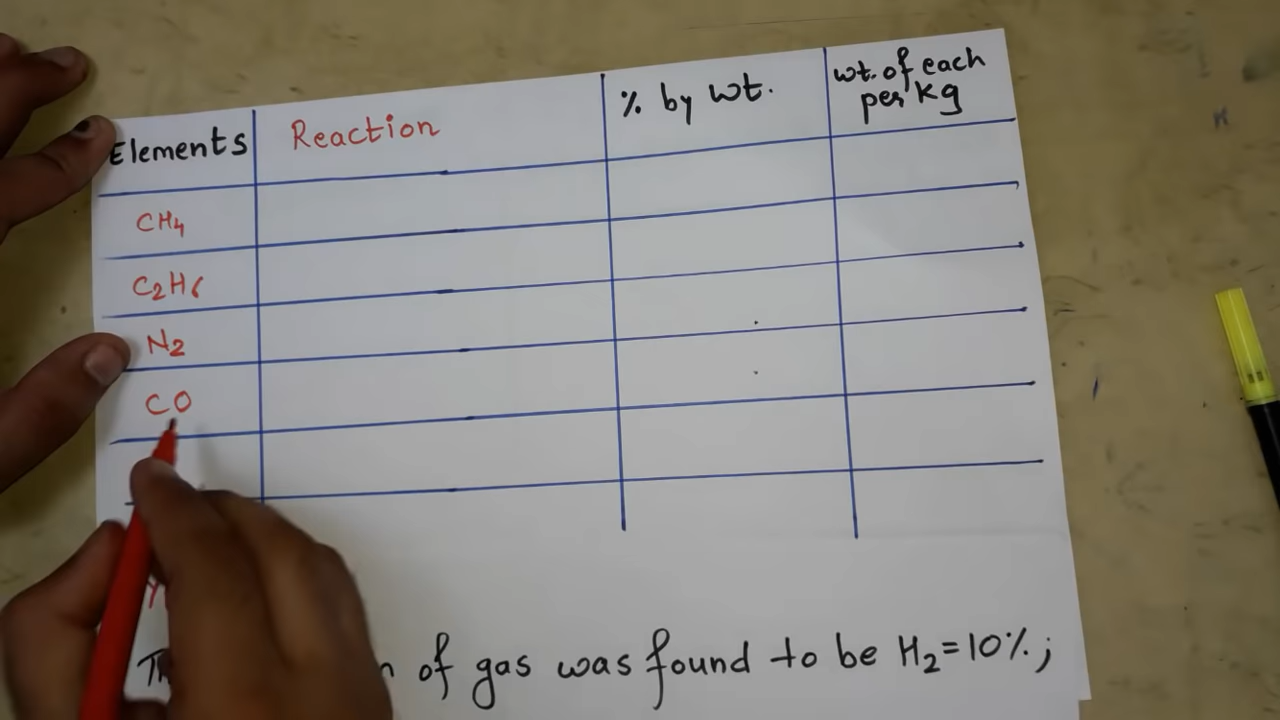 Elements Reaction % by wt. wt. of each
per Kg
CH4
C2H6
N2
CO
of gas was found to be H2=10%;